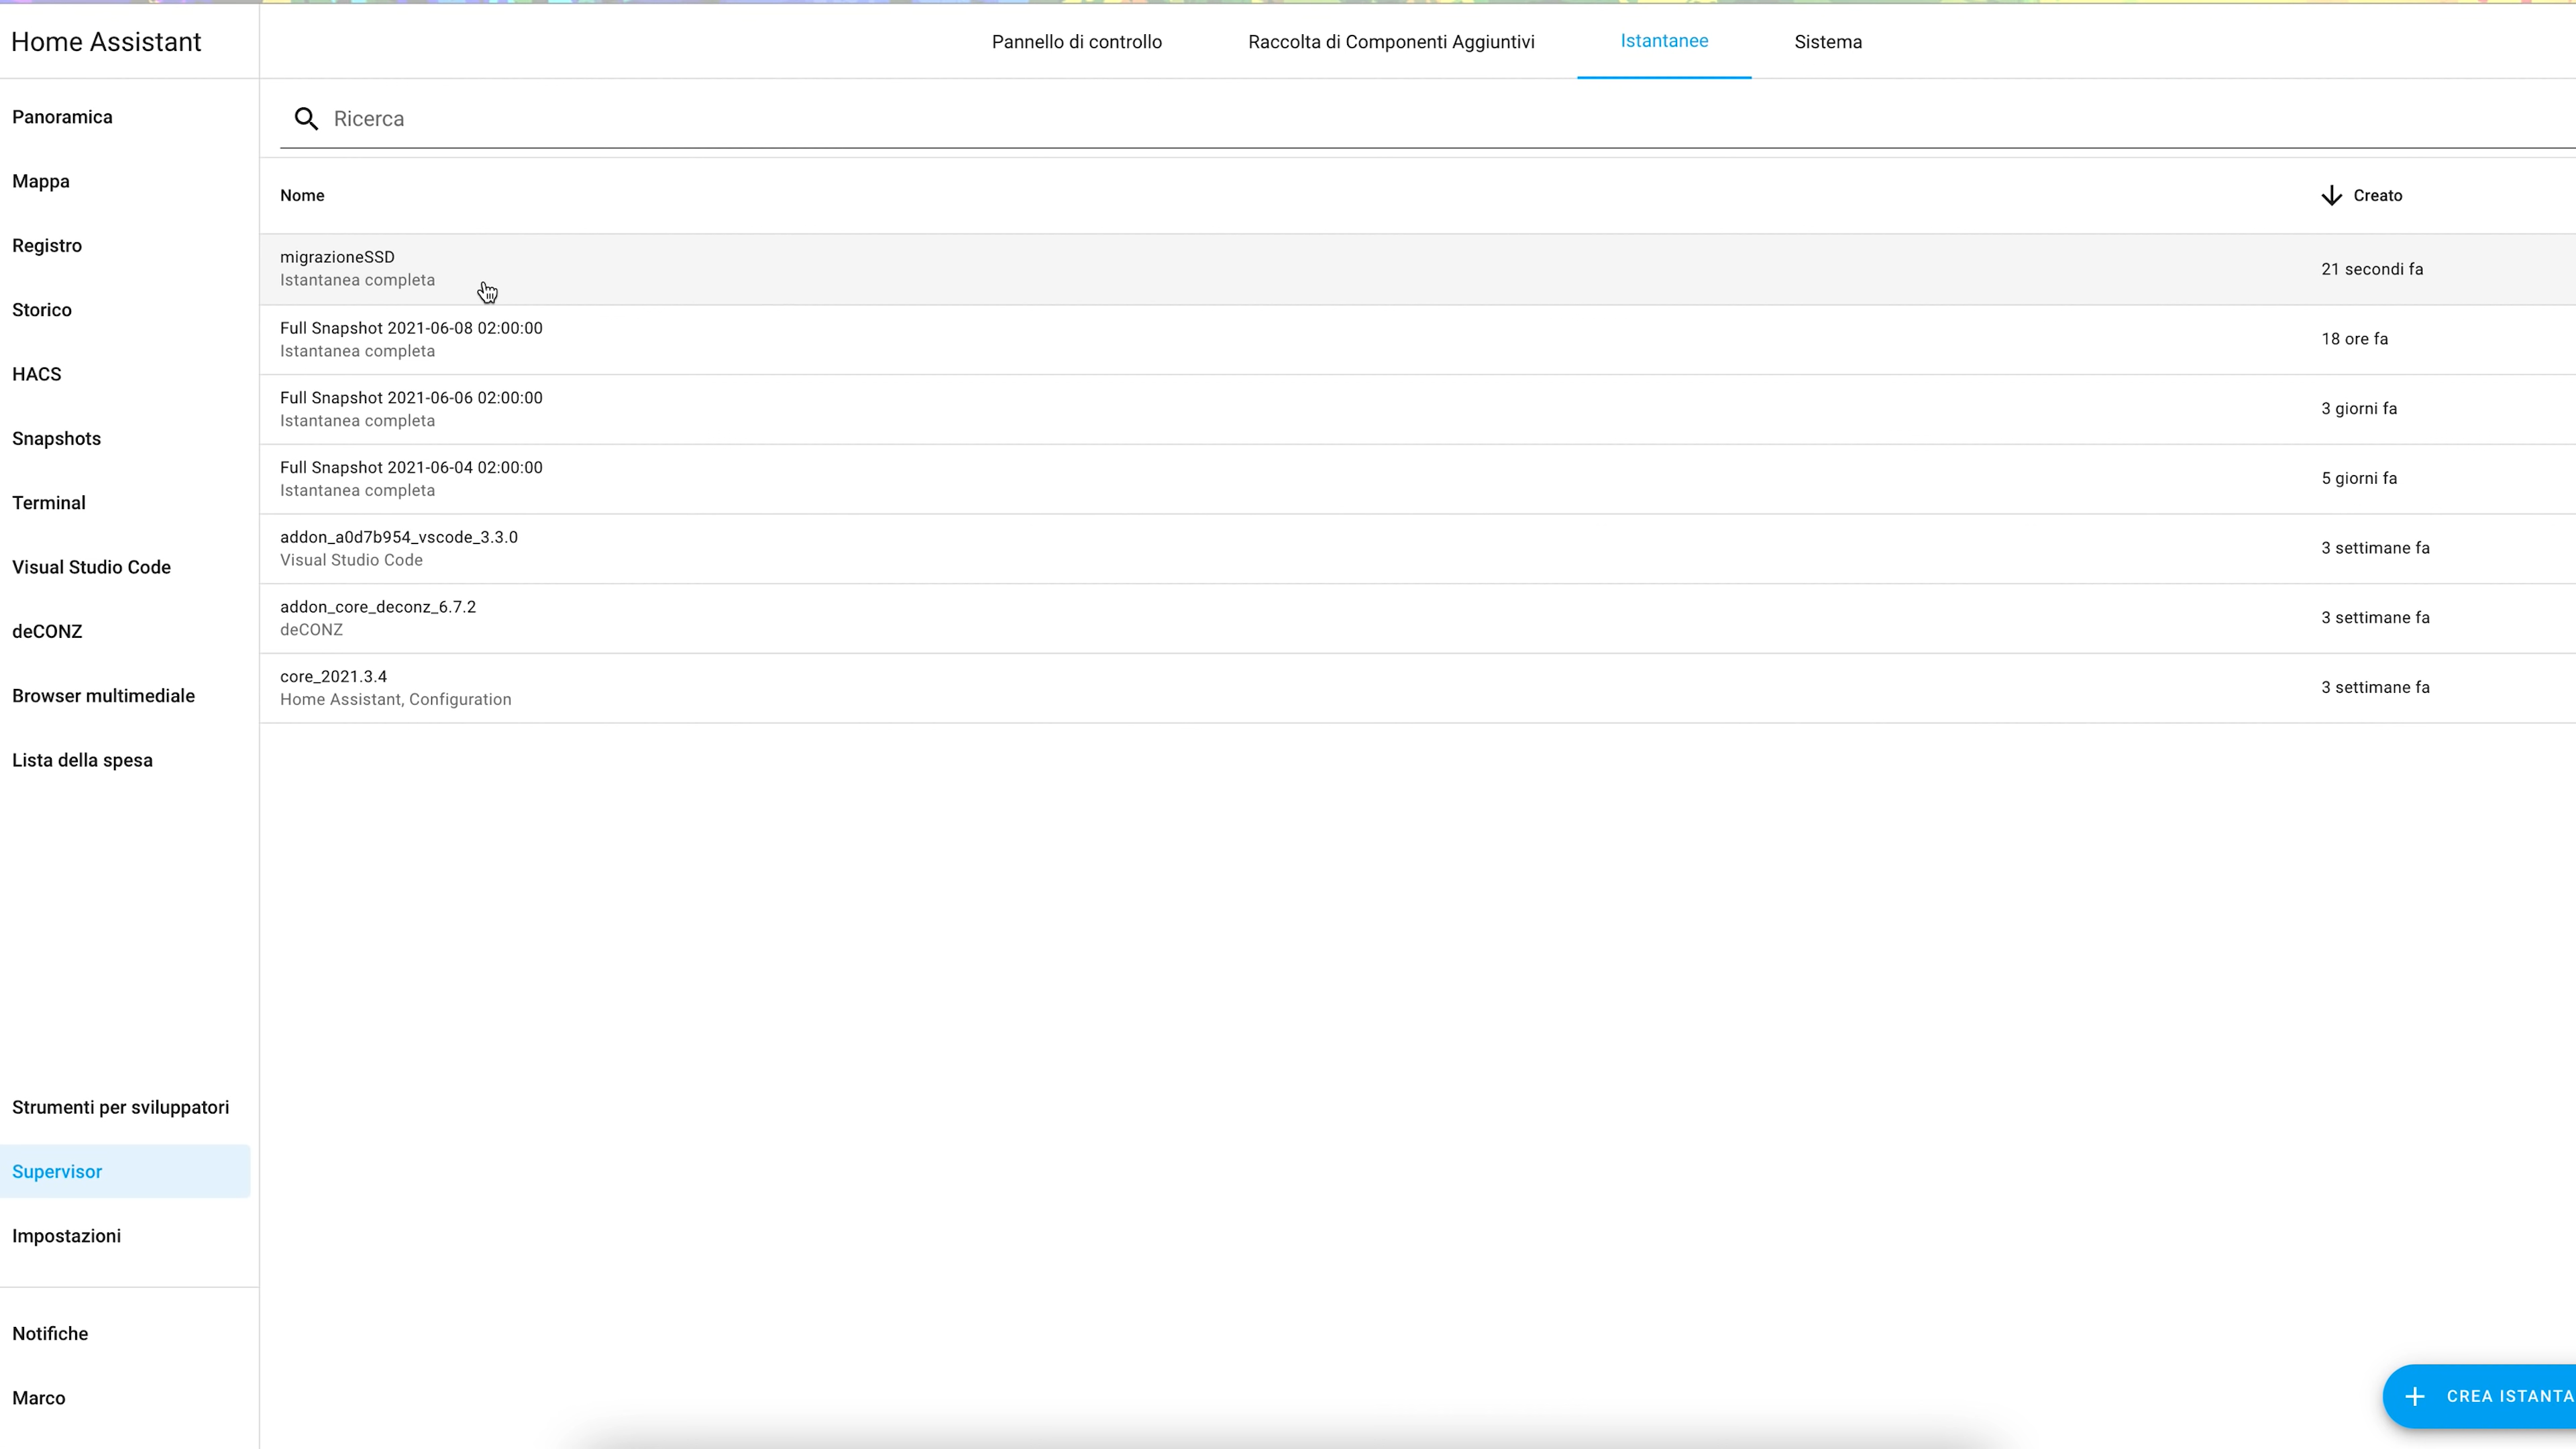 Home Assistant
Pannello di controllo
Raccolta di Componenti Aggiuntivi
Istantanee
Sistema
Panoramica
Mappa
Registro
Storico
HACS
Snapshots
Terminal
Visual Studio Code
deCONZ
Browser multimediale
Lista della spesa
Strumenti per sviluppatori
Supervisor
Impostazioni
Notifiche
Marco
Ricerca
Nome
Creato
migrazioneSSD
Istantanea completa
21 secondi fa
Full Snapshot 2021-06-08 02:00:00
Istantanea completa
18 ore fa
Full Snapshot 2021-06-06 02:00:00
Istantanea completa
3 giorni fa
Full Snapshot 2021-06-04 02:00:00
Istantanea completa
5 giorni fa
addon_a0d7b954_vscode_3.3.0
Visual Studio Code
3 settimane fa
addon_core_deconz_6.7.2
deCONZ
3 settimane fa
core_2021.3.4
Home Assistant, Configuration
3 settimane fa
CREA ISTANTA